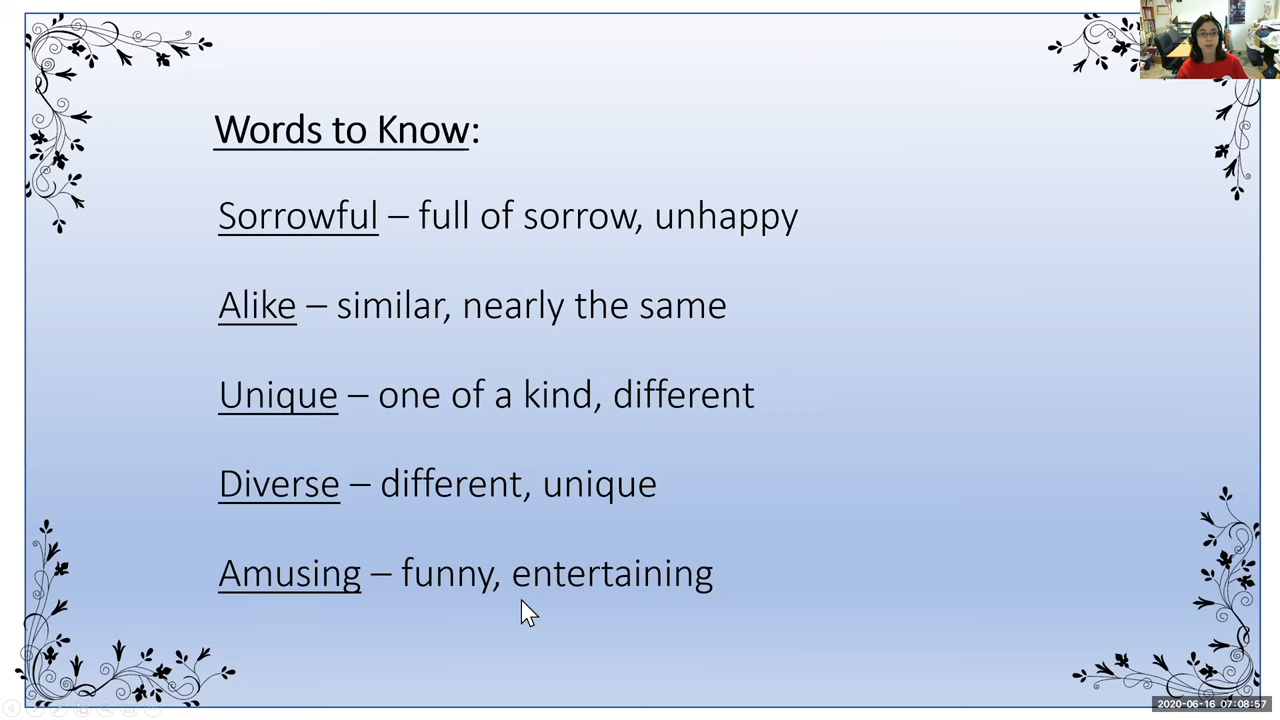 Words to Know:
Sorrowful – full of sorrow, unhappy
Alike – similar, nearly the same
Unique – one of a kind, different
Diverse – different, unique
Amusing – funny, entertaining
2020-06-16 07:08:57